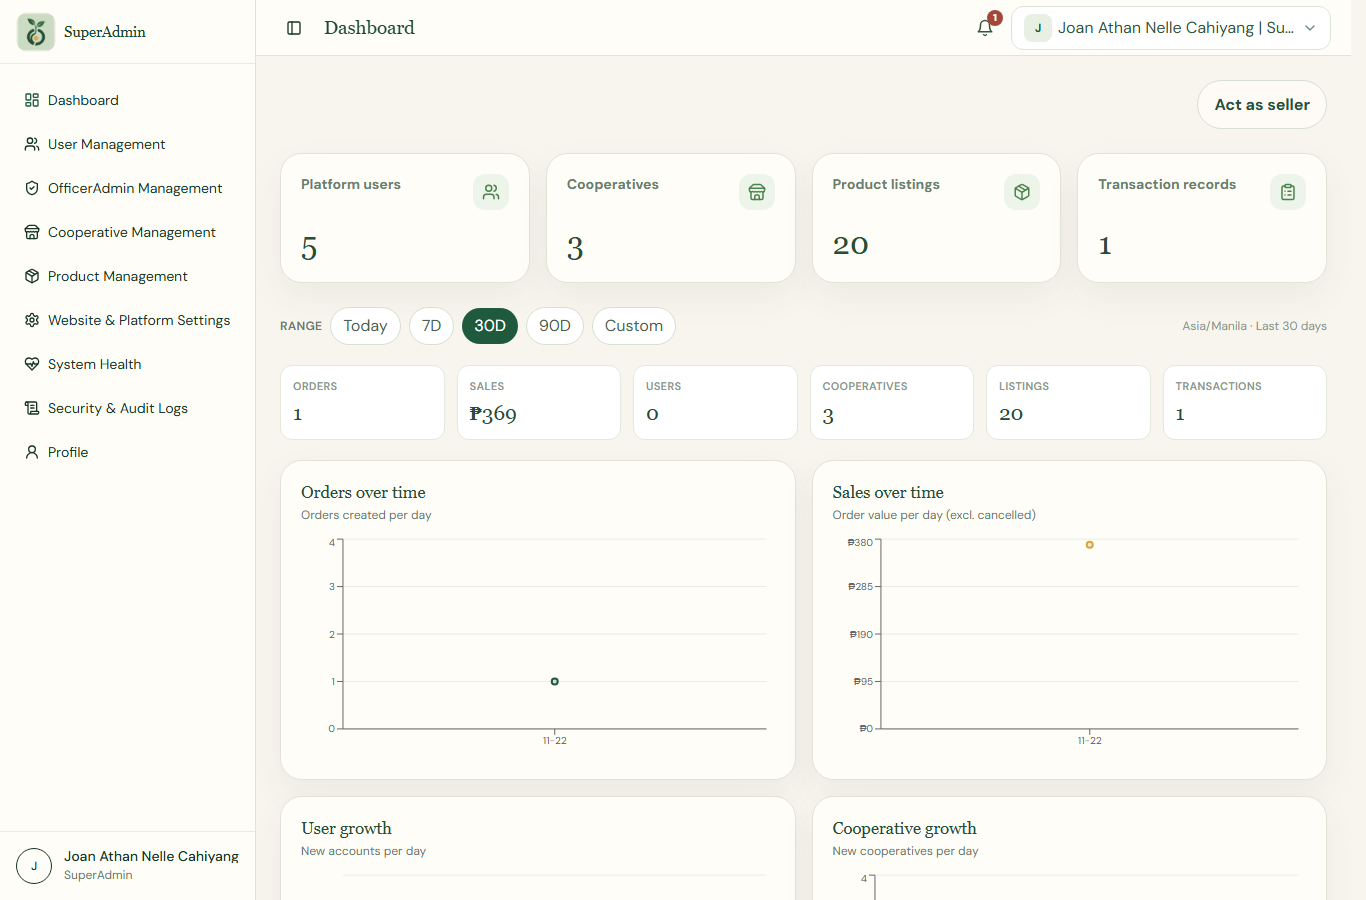 SuperAdmin
Dashboard
1
J
Joan Athan Nelle Cahiyang | Su...
Dashboard
User Management
OfficerAdmin Management
Cooperative Management
Product Management
Website & Platform Settings
System Health
Security & Audit Logs
Profile
J
Joan Athan Nelle Cahiyang
SuperAdmin
Act as seller
Platform users
5
Cooperatives
3
Product listings
20
Transaction records
1
RANGE
Today
7D
30D
90D
Custom
Asia/Manila · Last 30 days
ORDERS
1
SALES
₱369
USERS
0
COOPERATIVES
3
LISTINGS
20
TRANSACTIONS
1
Orders over time
Orders created per day
4
3
2
1
0
11-22
Sales over time
Order value per day (excl. cancelled)
₱380
₱285
₱190
₱95
₱0
11-22
User growth
New accounts per day
Cooperative growth
New cooperatives per day
4